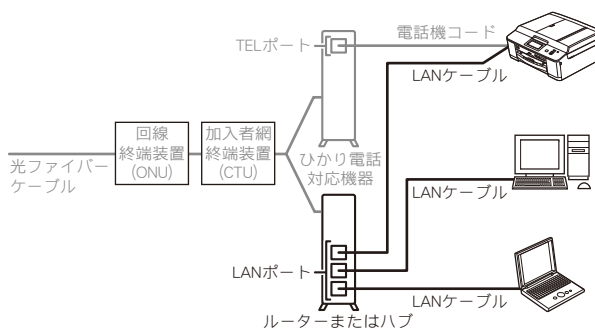 電話機コード
TELポート
LANケーブル
回線
終端装置
(ONU)
加入者網
終端装置
(CTU)
ひかり電話
対応機器
光ファイバー
ケーブル
LANケーブル
LANポート
LANケーブル
ルーターまたはハブ